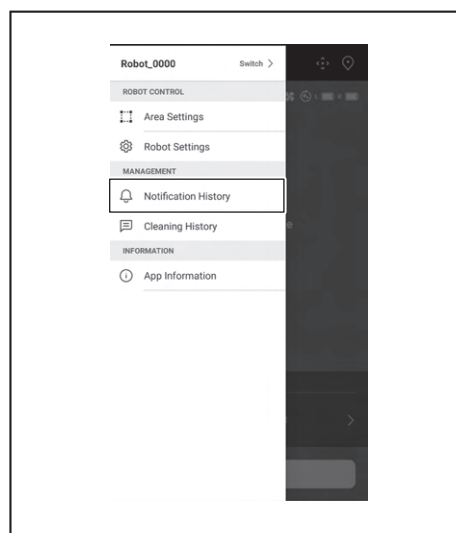 Robot_0000
Switch >
ROBOT CONTROL
Area Settings
Robot Settings
MANAGEMENT
Notification History
Cleaning History
INFORMATION
App Information